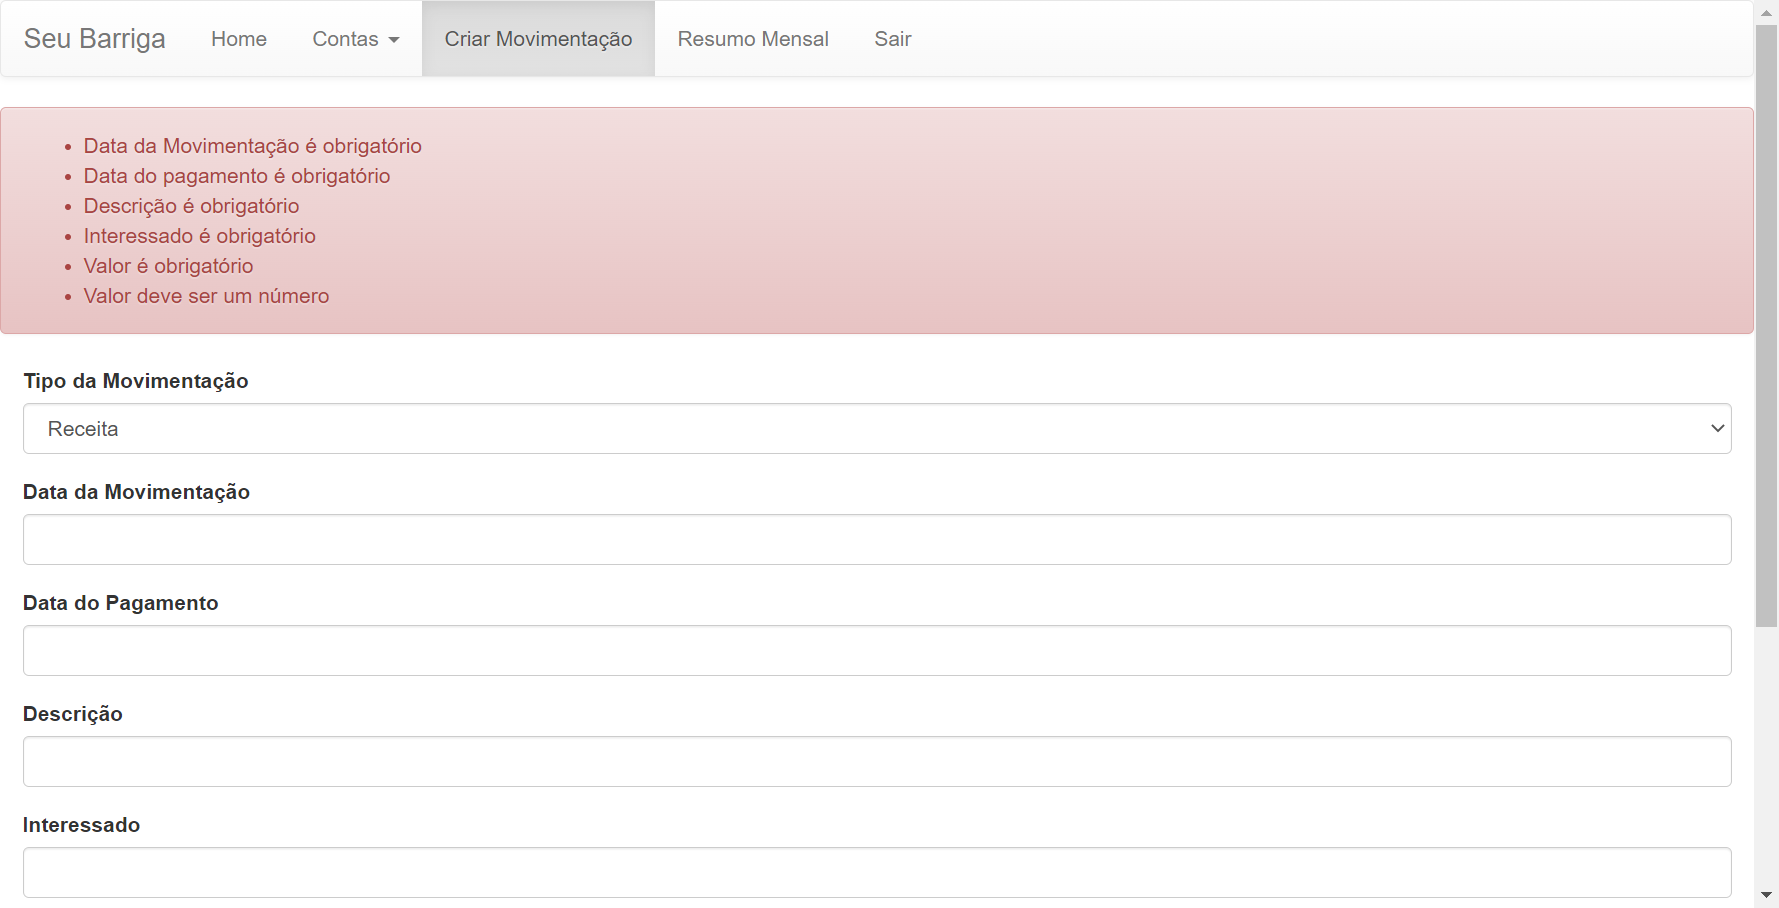 Seu Barriga Home Contas Criar Movimentação Resumo Mensal Sair
Data da Movimentação é obrigatório
Data do pagamento é obrigatório
Descrição é obrigatório
Interessado é obrigatório
Valor é obrigatório
Valor deve ser um número
Tipo da Movimentação
Receita
Data da Movimentação
Data do Pagamento
Descrição
Interessado